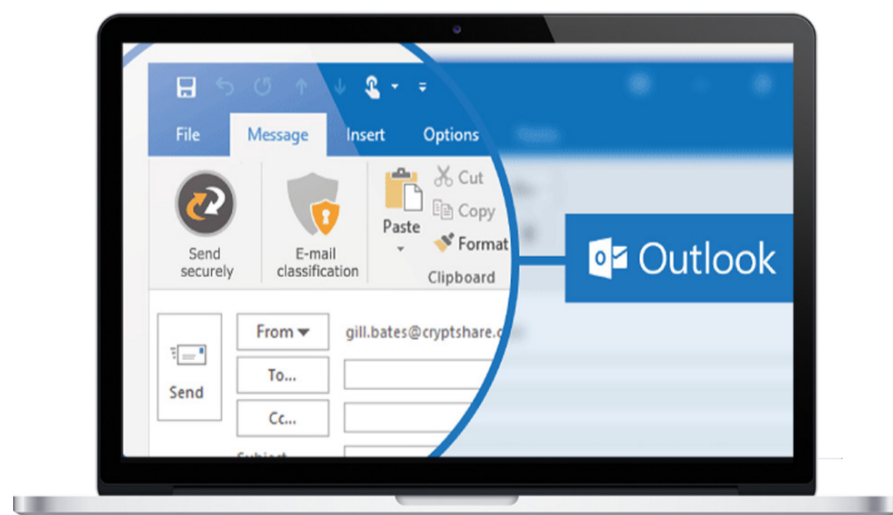 File Message Insert Options
Cut
Copy
Paste
Format
Send
securely
E-mail
classification
Clipboard
Outlook
From
gill.bates@cryptshare.
To...
Send
Cc...
Subject